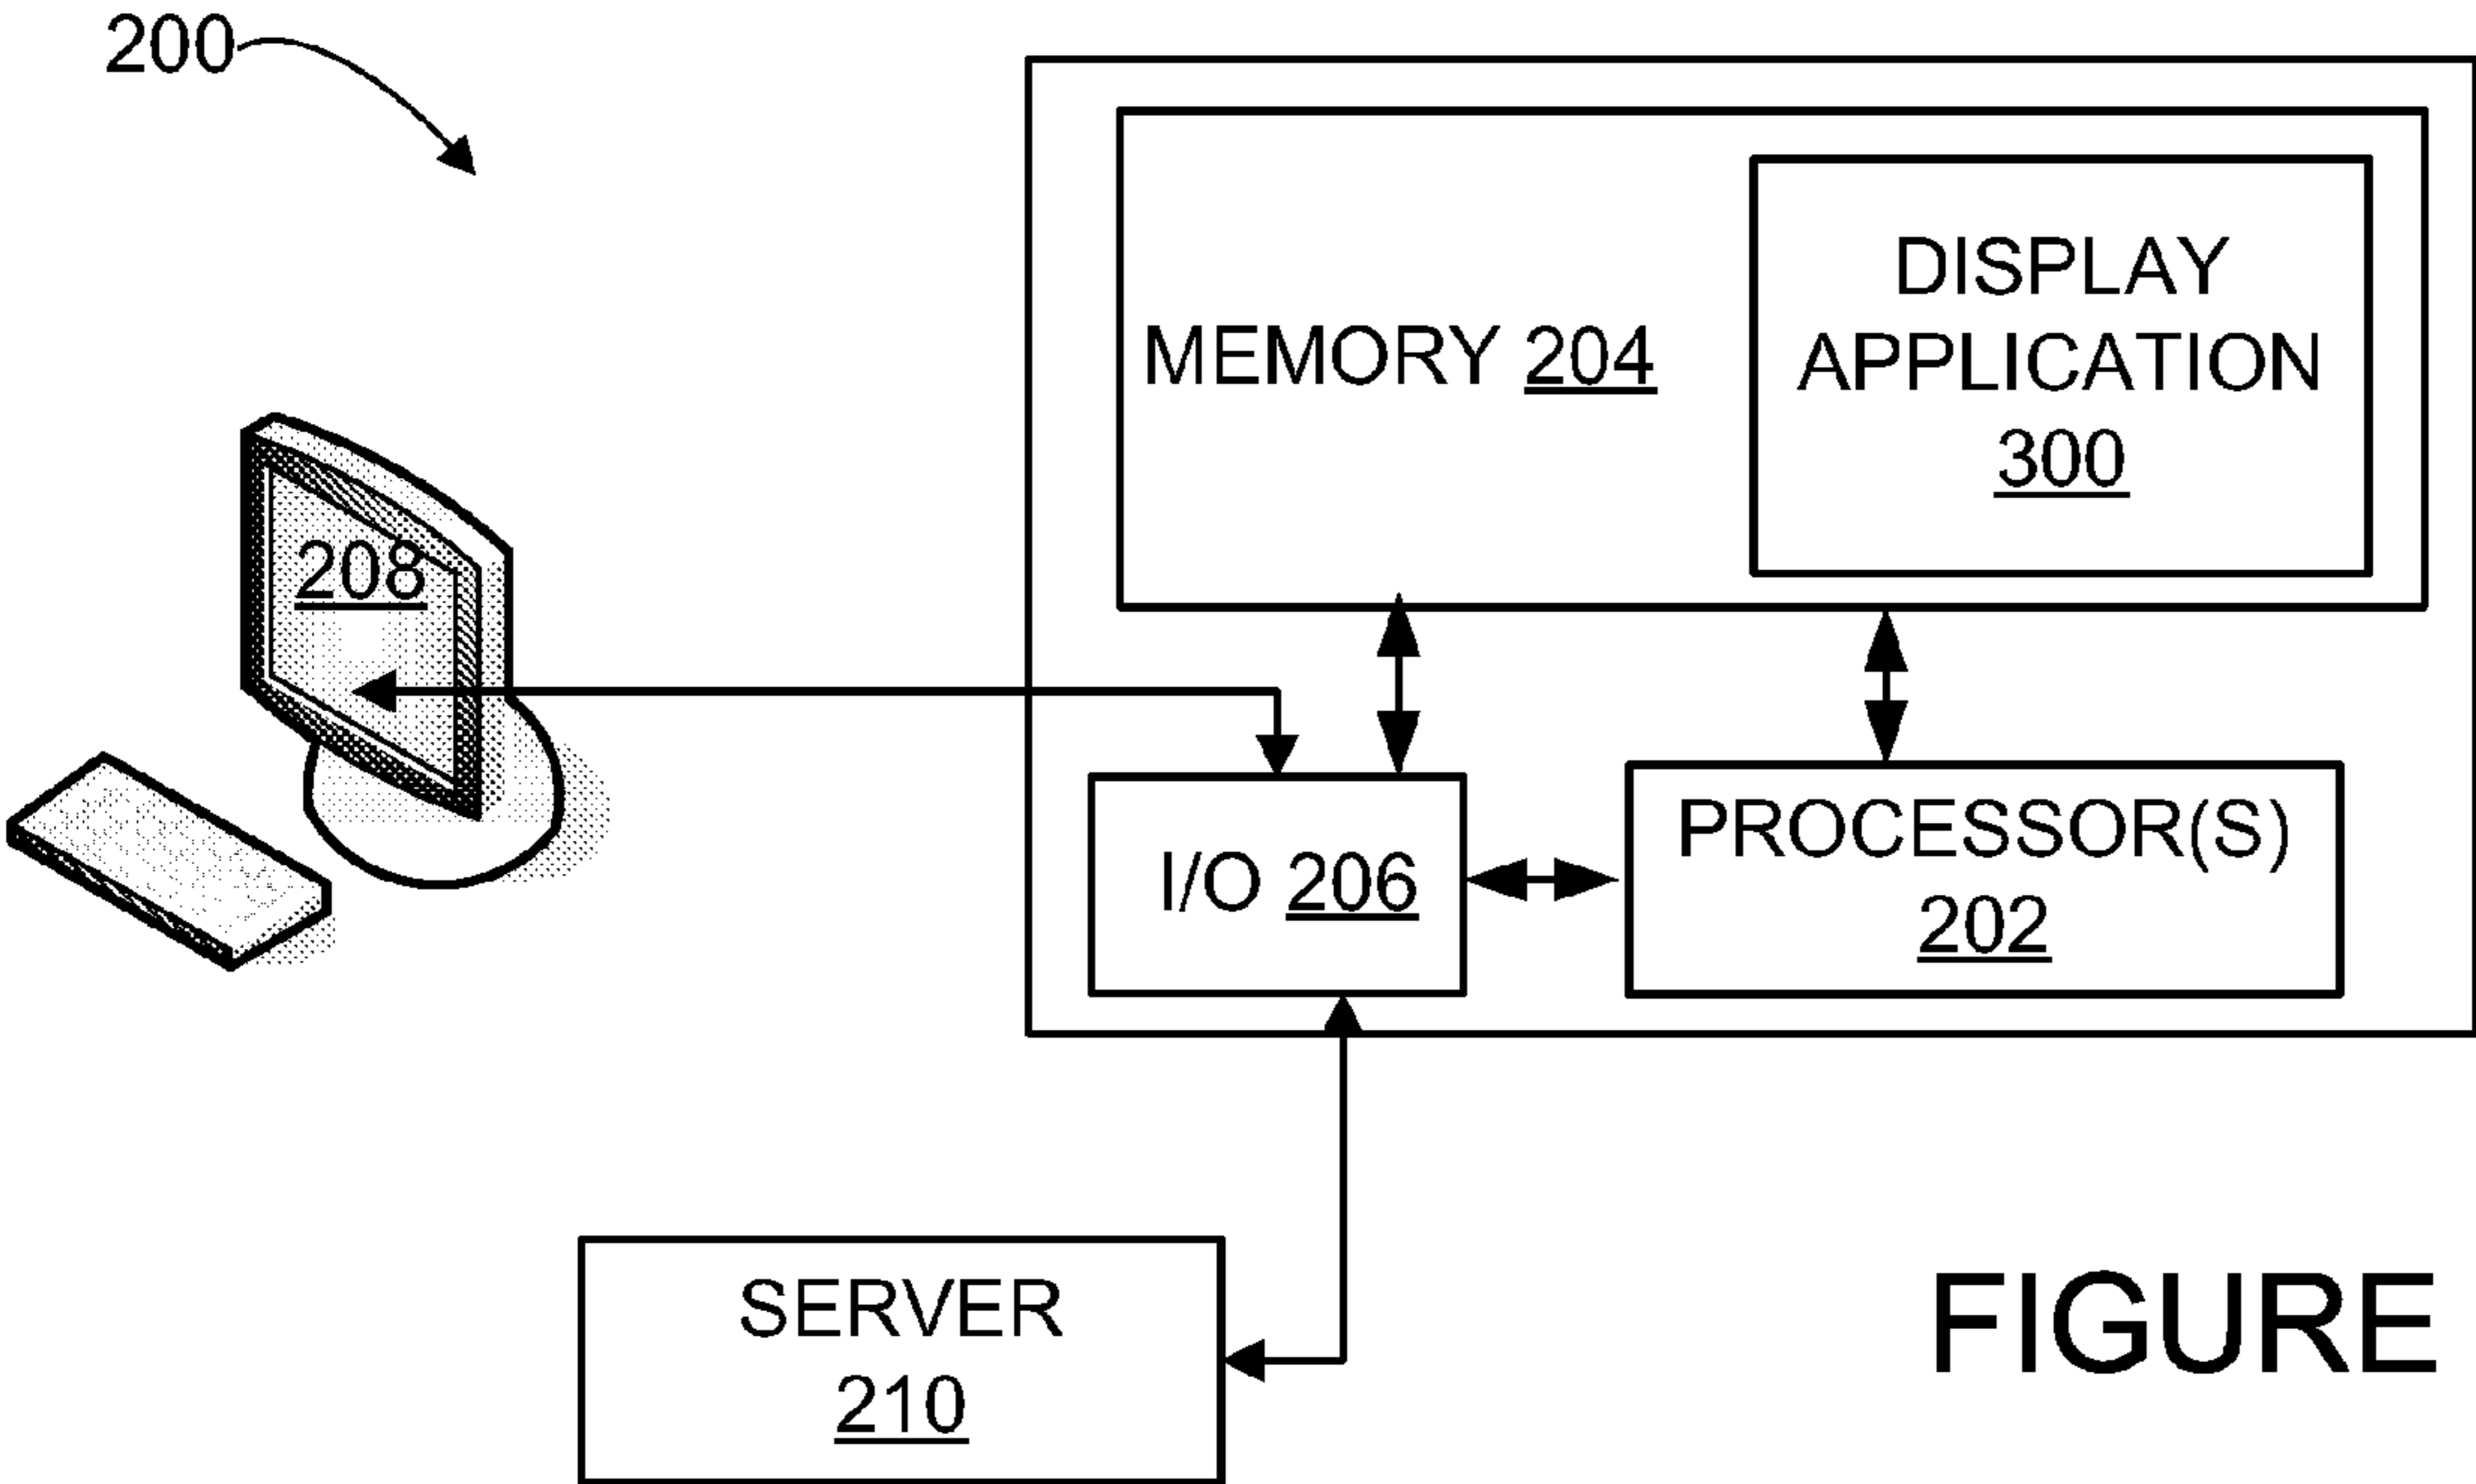 200
DISPLAY
APPLICATION
300
MEMORY 204
208
I/O 206
PROCESSOR(S)
202
SERVER
210
FIGURE